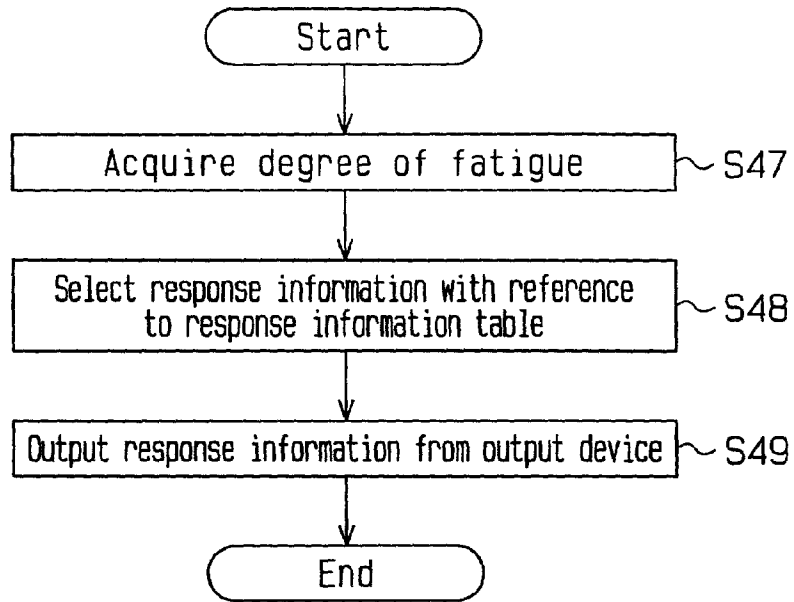 Start
Acquire degree of fatigue
S47
Select response information with reference
to response information table
S48
Output response information from output device
S49
End